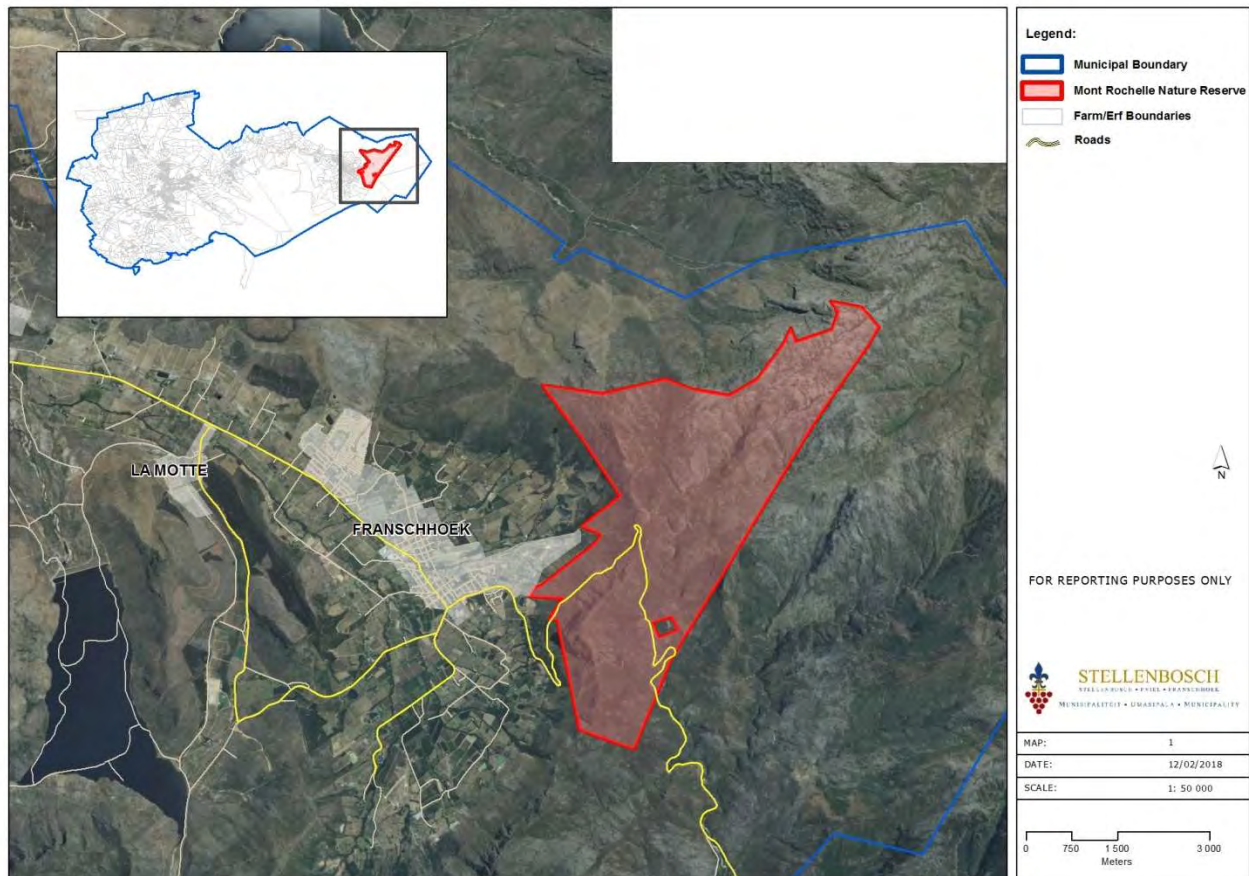 LA MOTTE
FRANSCHHOEK
Legend:
Municipal Boundary
Mont Rochelle Nature Reserve
Farm/Erf Boundaries
Roads
N
FOR REPORTING PURPOSES ONLY
STELLENBOSCH
STELLENBOSCH • PNIEL • FRANSCHHOEK
MUNISIPALITEIT • UMASIPALA • MUNICIPALITY
MAP: 1
DATE: 12/02/2018
SCALE: 1: 50 000
0 750 1 500 3 000
Meters